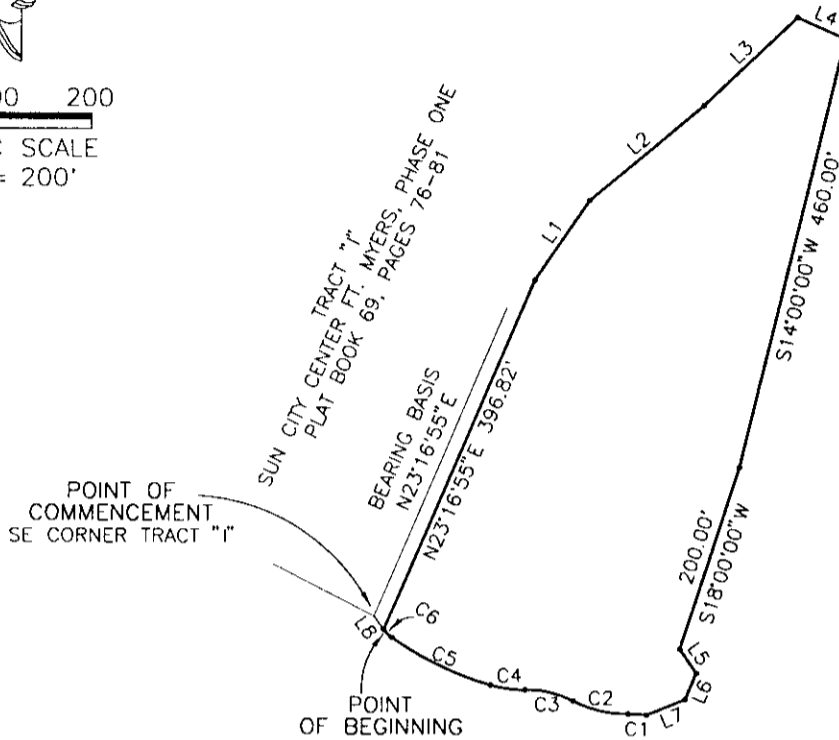 L4
L3
00 200
C SCALE
= 200'
L2
SUN CITY CENTER FT. MYERS, PHASE ONE
TRACT "I"
PLAT BOOK 69, PAGES 76-81
L1
S14°00'00"W 460.00'
BEARING BASIS
N23°16'55"E
N23°16'55"E 396.82'
POINT OF
COMMENCEMENT
SE CORNER TRACT "I"
200.00'
S18°00'00"W
L8
C6
C5
C4
C3
C2
C1
L7
L6
L5
POINT
OF BEGINNING